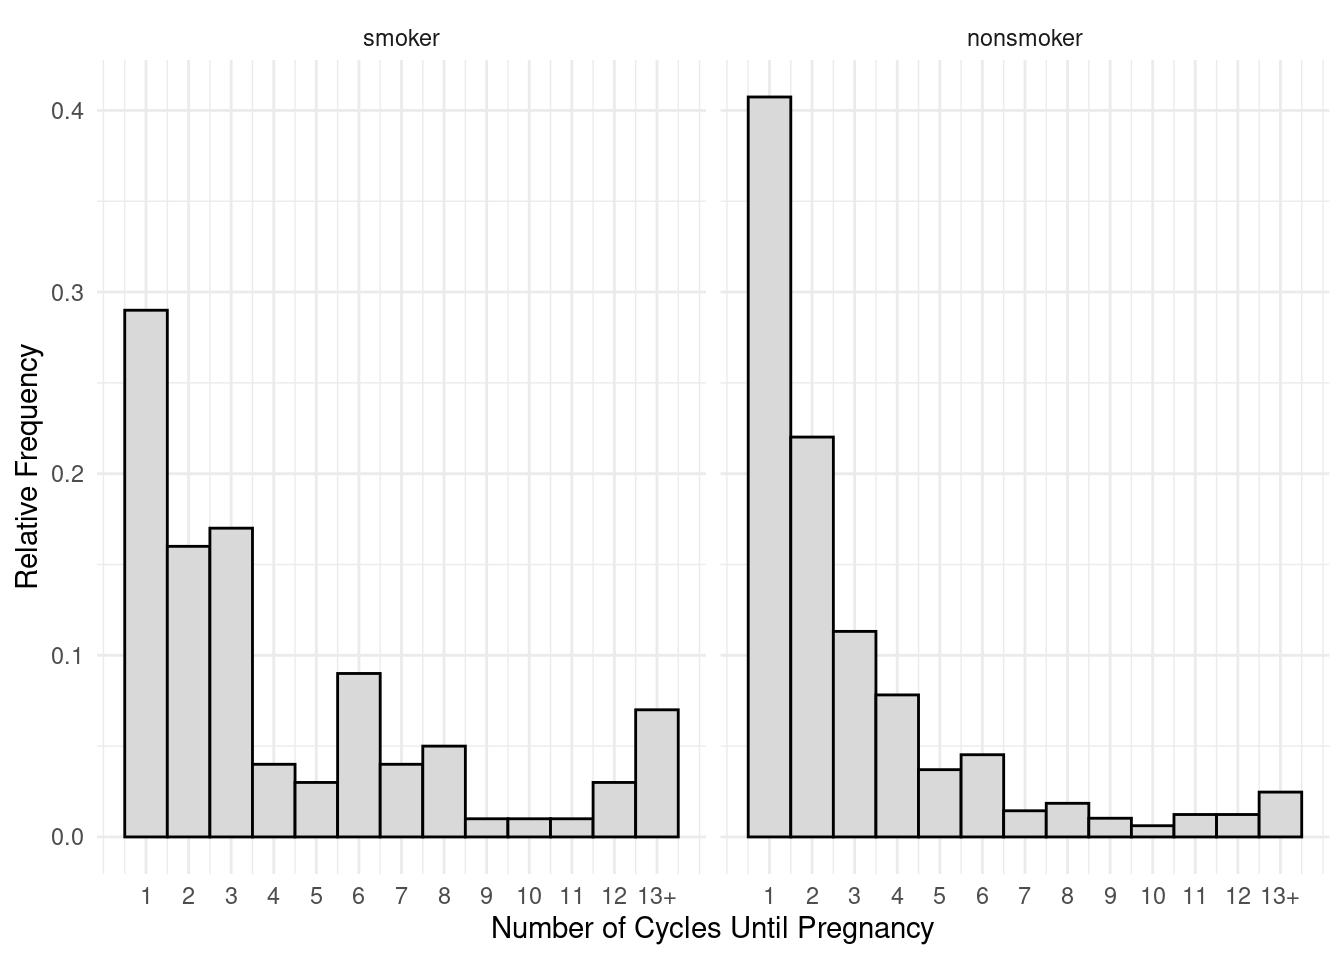 smoker nonsmoker
0.4
0.3
0.2
0.1
0.0
Relative Frequency
1 2 3 4 5 6 7 8 9 10 11 12 13+ 1 2 3 4 5 6 7 8 9 10 11 12 13+
Number of Cycles Until Pregnancy